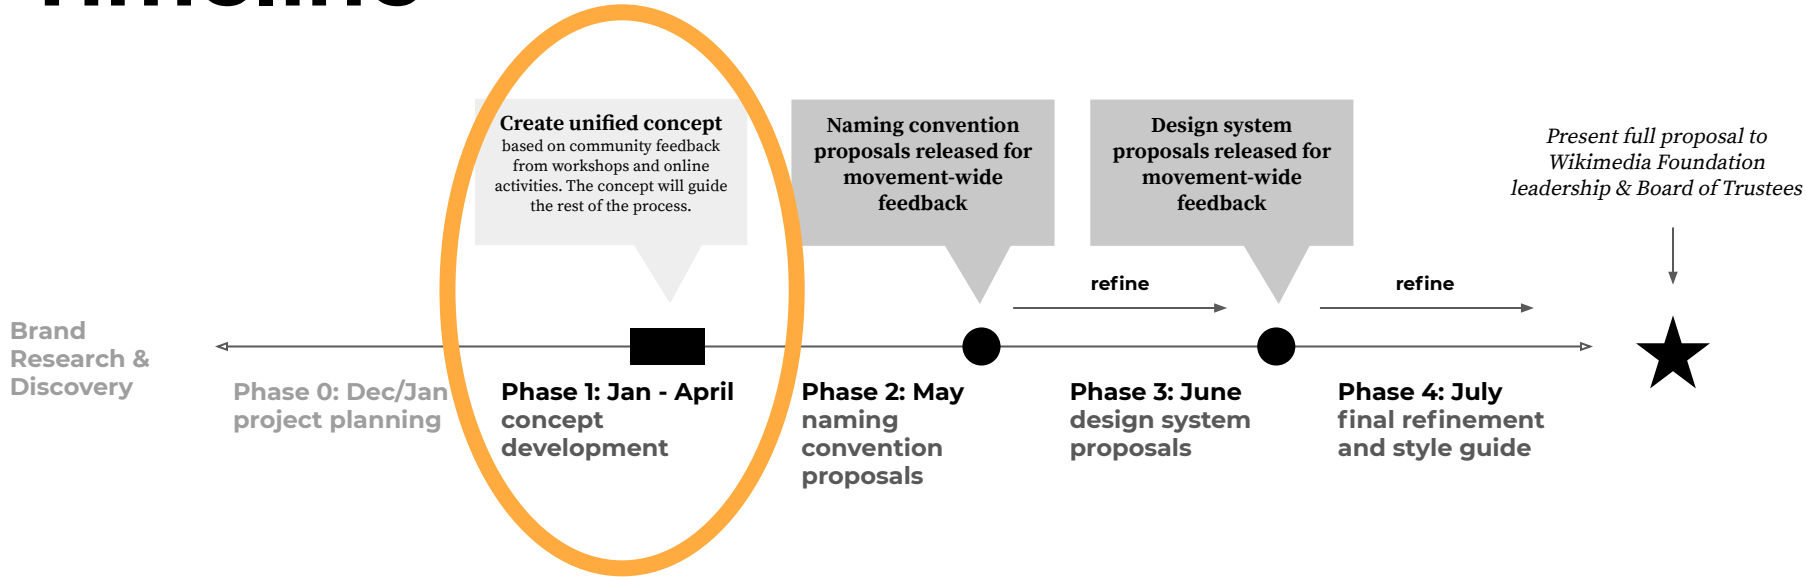 Timeline
Create unified concept
based on community feedback
from workshops and online
activities. The concept will guide
the rest of the process.
Naming convention
proposals released for
movement-wide
feedback
Design system
proposals released for
movement-wide
feedback
Present full proposal to
Wikimedia Foundation
leadership & Board of Trustees
refine
refine
Brand
Research &
Discovery
Phase 0: Dec/Jan
project planning
Phase 1: Jan - April
concept
development
Phase 2: May
naming
convention
proposals
Phase 3: June
design system
proposals
Phase 4: July
final refinement
and style guide